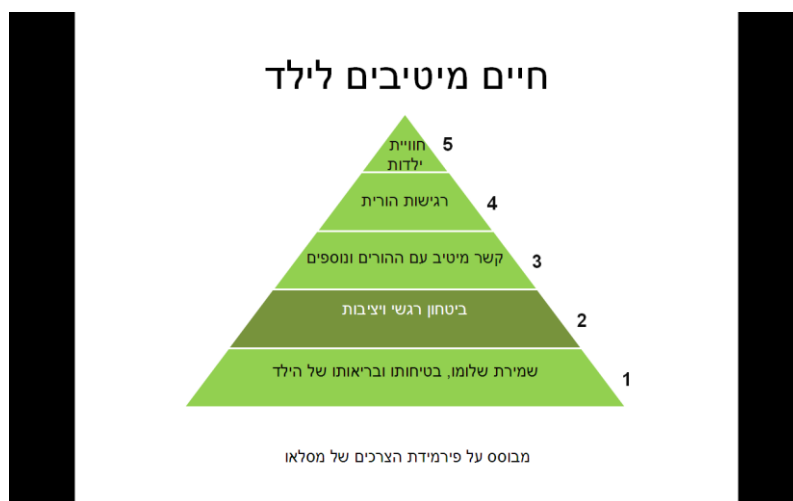 חיים מיטיבים לילד
חוויית 5
ילדות
רגישות הורית 4
קשר מיטיב עם ההורים ונוספים 3
ביטחון רגשי ויציבות 2
שמירת שלומו, בטיחותו ובריאותו של הילד 1
מבוסס על פירמידת הצרכים של מסלאו